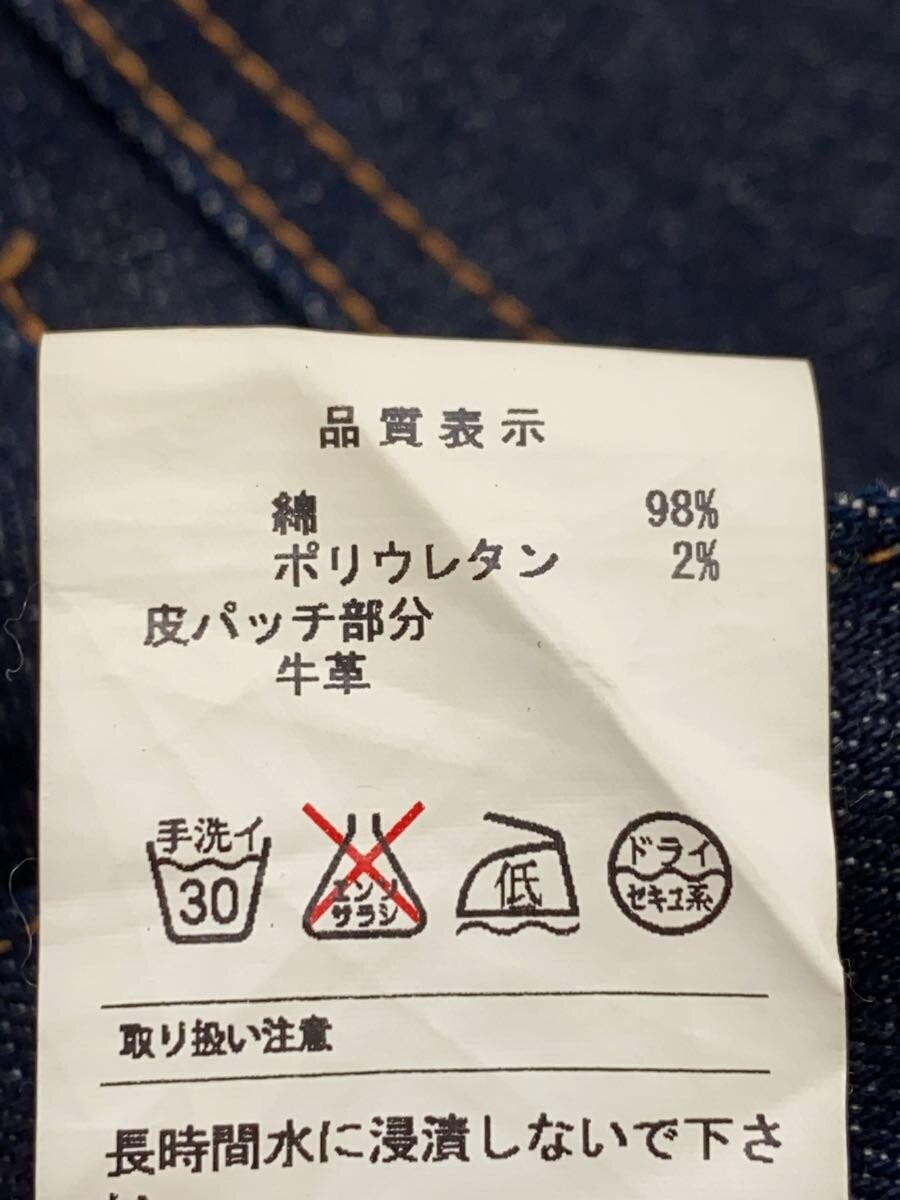 品質表示
綿 98%
ポリウレタン 2%
皮パッチ部分
牛革
手洗イ
30
エンソ
サラシ
低
ドライ
セキユ系
取り扱い注意
長時間水に浸漬しないで下さ